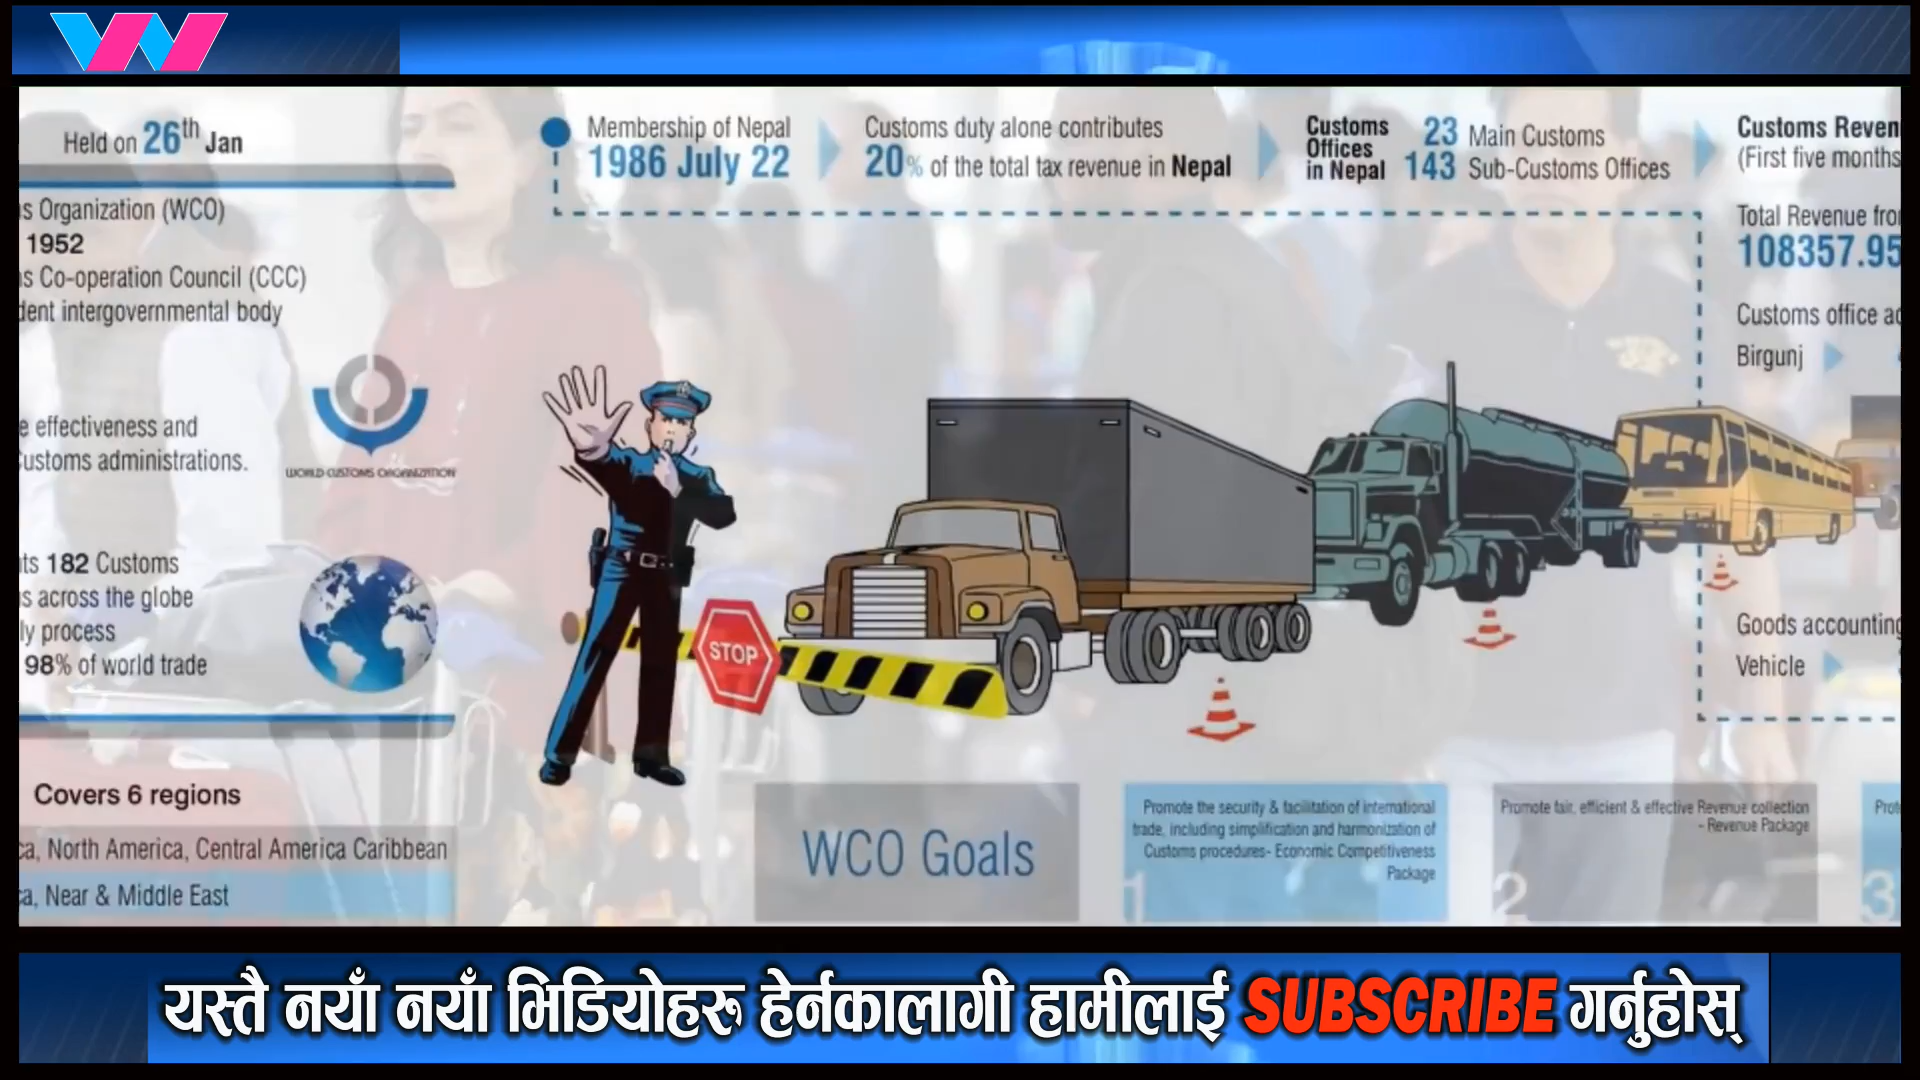 Held on 26th Jan
s Organization (WCO)
1952
s Co-operation Council (CCC)
dent intergovernmental body
e effectiveness and
ustoms administrations.
WORLD CUSTOMS ORGANIZATION
ts 182 Customs
s across the globe
ly process
98% of world trade
Covers 6 regions
ca, North America, Central America Caribbean
ca, Near & Middle East
Membership of Nepal
1986 July 22
Customs duty alone contributes
20% of the total tax revenue in Nepal
Customs Offices in Nepal
23 Main Customs
143 Sub-Customs Offices
Customs Reven
(First five months
Total Revenue fro
108357.95
Customs office ac
Birgunj
Goods accounting
Vehicle
STOP
WCO Goals
Promote the security & facilitation of international
trade, including simplification and harmonization of
Customs procedures- Economic Competitiveness
Package
1
Promote fair, efficient & effective Revenue collection
- Revenue Package
2
Prot
3
यस्तै नयाँ नयाँ भिडियोहरू हेर्नकालागी हामीलाई SUBSCRIBE गर्नुहोस्